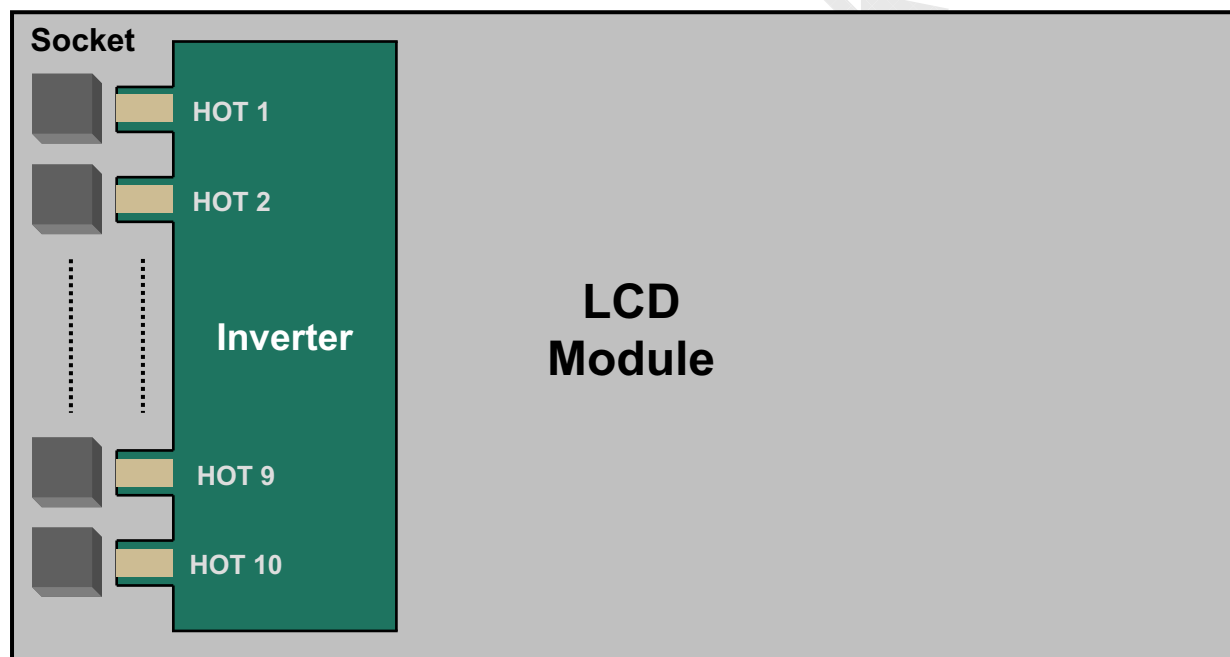 Socket
HOT 1
HOT 2
Inverter
LCD
Module
HOT 9
HOT 10